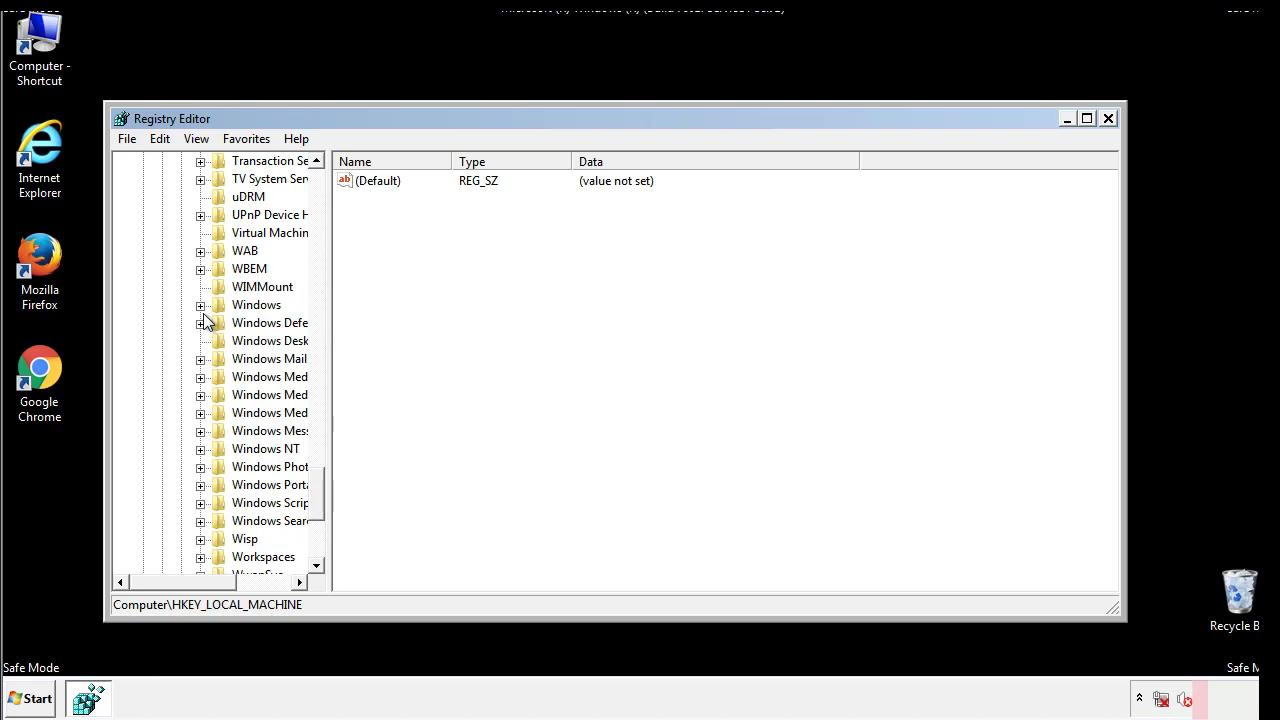 Computer -
Shortcut
Internet
Explorer
Mozilla
Firefox
Google
Chrome
Registry Editor
File Edit View Favorites Help
Transaction Se
TV System Serv
uDRM
UPnP Device H
Virtual Machin
WAB
WBEM
WIMMount
Windows
Windows Defe
Windows Desk
Windows Mail
Windows Med
Windows Med
Windows Med
Windows Mess
Windows NT
Windows Phot
Windows Porta
Windows Scrip
Windows Sear
Wisp
Workspaces
Name Type Data
(Default) REG_SZ (value not set)
Computer\HKEY_LOCAL_MACHINE
Recycle B
Safe Mode
Safe M
Start